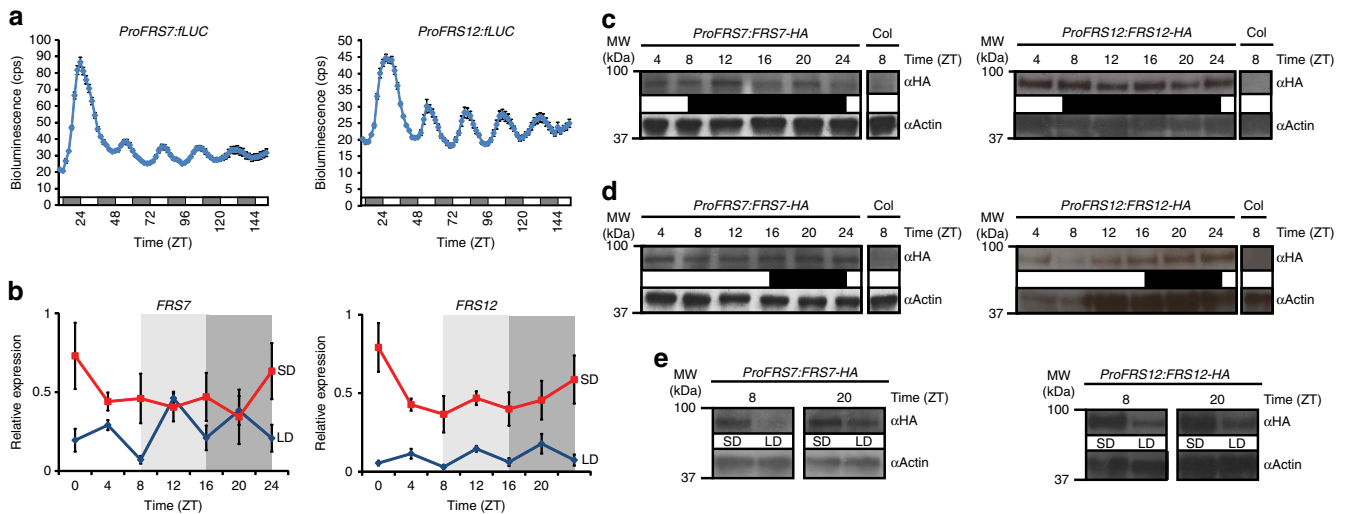 a
ProFRS7:fLUC
Bioluminescence (cps)
100
90
80
70
60
50
40
30
20
10
0
24
48
72
96
120
144
Time (ZT)
ProFRS12:fLUC
Bioluminescence (cps)
50
45
40
35
30
25
20
15
10
5
0
24
48
72
96
120
144
Time (ZT)
b
FRS7
Relative expression
1
0.5
0
SD
LD
0 4 8 12 16 20 24
Time (ZT)
FRS12
Relative expression
1
0.5
0
SD
LD
0 4 8 12 16 20
Time (ZT)
c
MW
(kDa)
ProFRS7:FRS7-HA
Col
4 8 12 16 20 24 8 Time (ZT)
100
αHA
αActin
37
MW
(kDa)
ProFRS12:FRS12-HA
Col
4 8 12 16 20 24 8 Time (ZT)
100
αHA
αActin
37
d
MW
(kDa)
ProFRS7:FRS7-HA
Col
4 8 12 16 20 24 8 Time (ZT)
100
αHA
αActin
37
MW
(kDa)
ProFRS12:FRS12-HA
Col
4 8 12 16 20 24 8 Time (ZT)
100
αHA
αActin
37
e
MW
(kDa)
ProFRS7:FRS7-HA
8 20 Time (ZT)
100
αHA
SD LD SD LD
αActin
37
MW
(kDa)
ProFRS12:FRS12-HA
8 20 Time (ZT)
100
αHA
SD LD SD LD
αActin
37